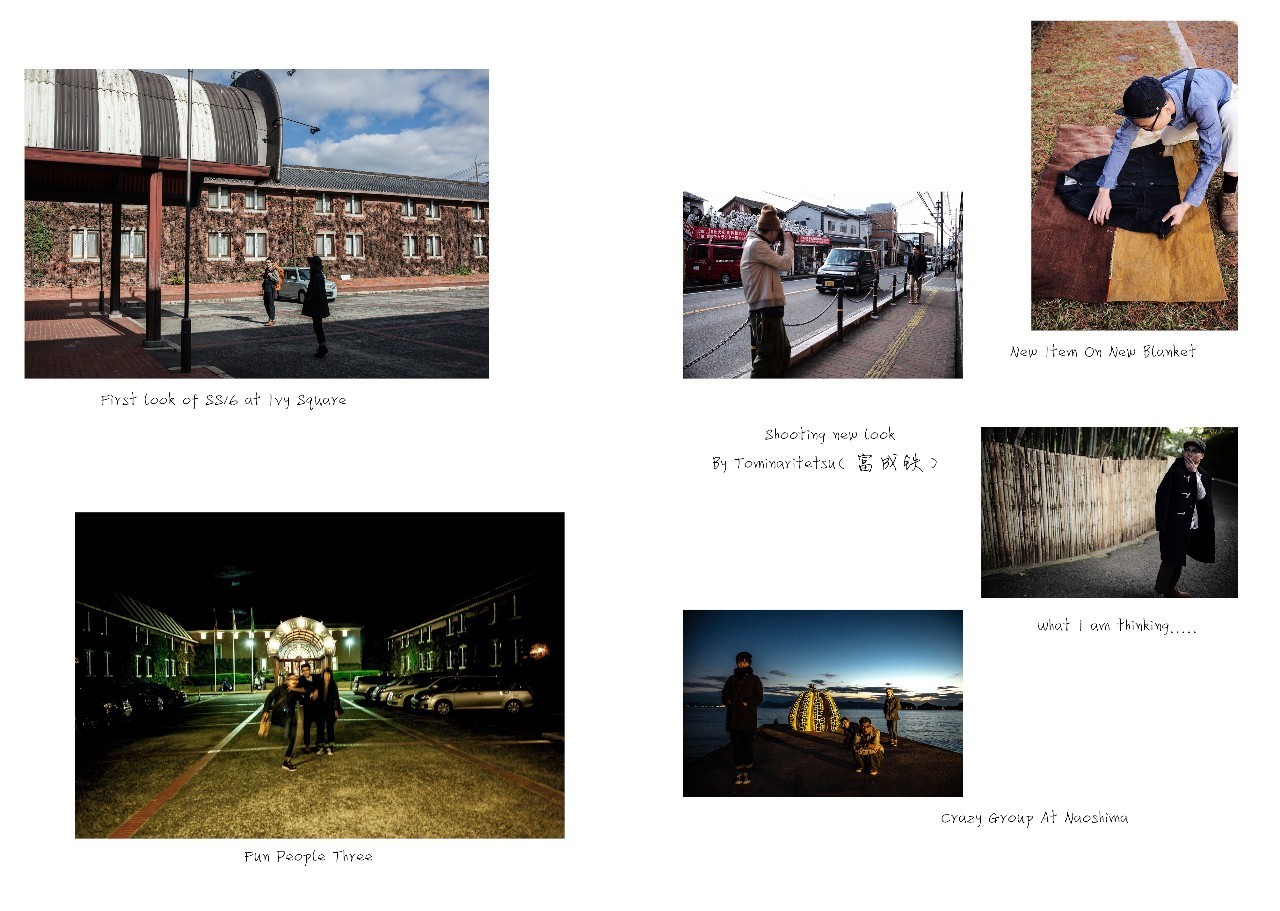 First look of SS16 at Ivy Square
Fun People Three
Shooting new look
By Tominaritetsu( 富成鉄 )
New Item On New Blanket
What I am thinking.....
Crazy Group At Naoshima